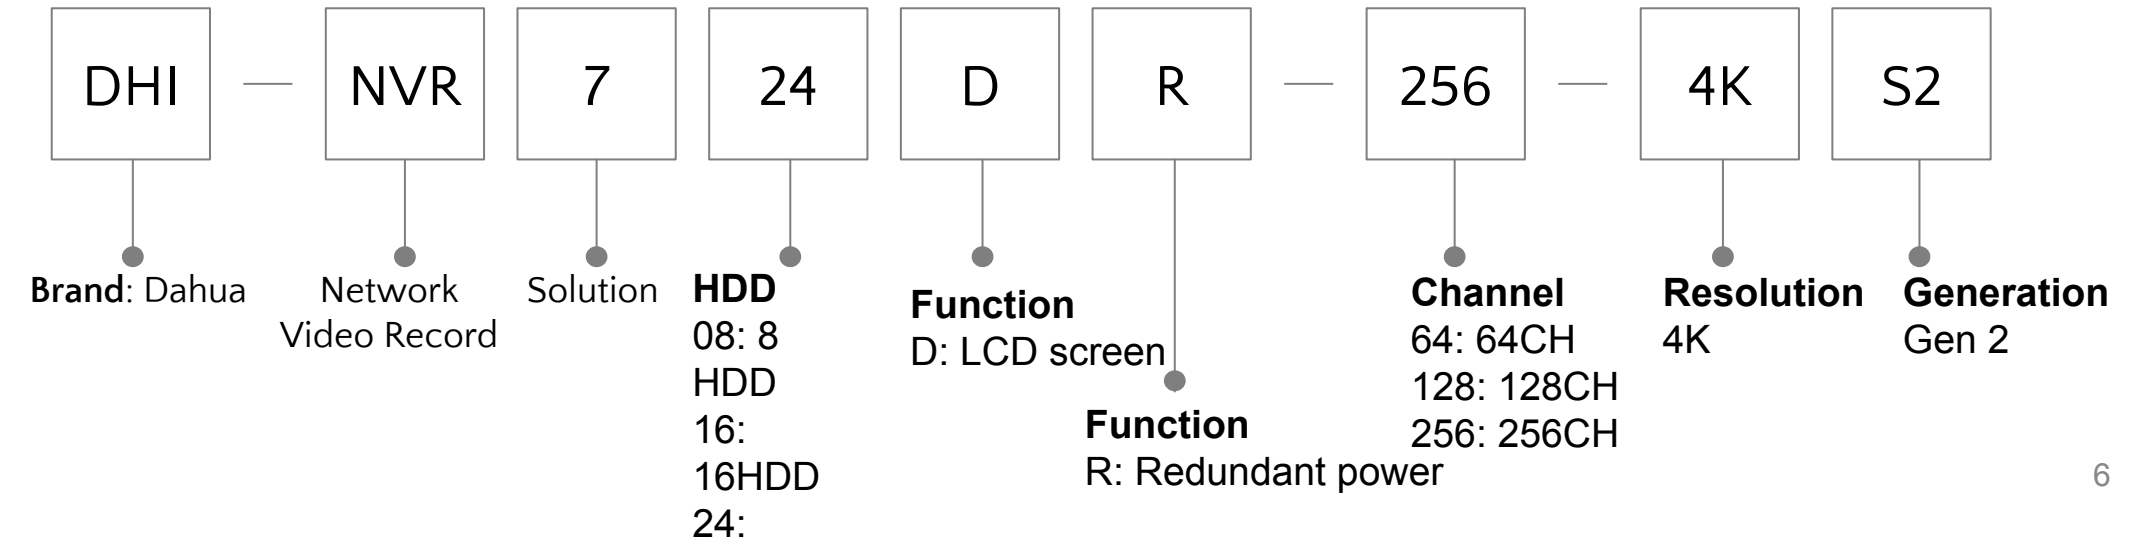 DHI — NVR 7 24 D R — 256 — 4K S2
Brand: Dahua
Network
Video Record
Solution
HDD
08: 8
HDD
16:
16HDD
24:
Function
D: LCD screen
Function
R: Redundant power
Channel
64: 64CH
128: 128CH
256: 256CH
Resolution
4K
Generation
Gen 2
6